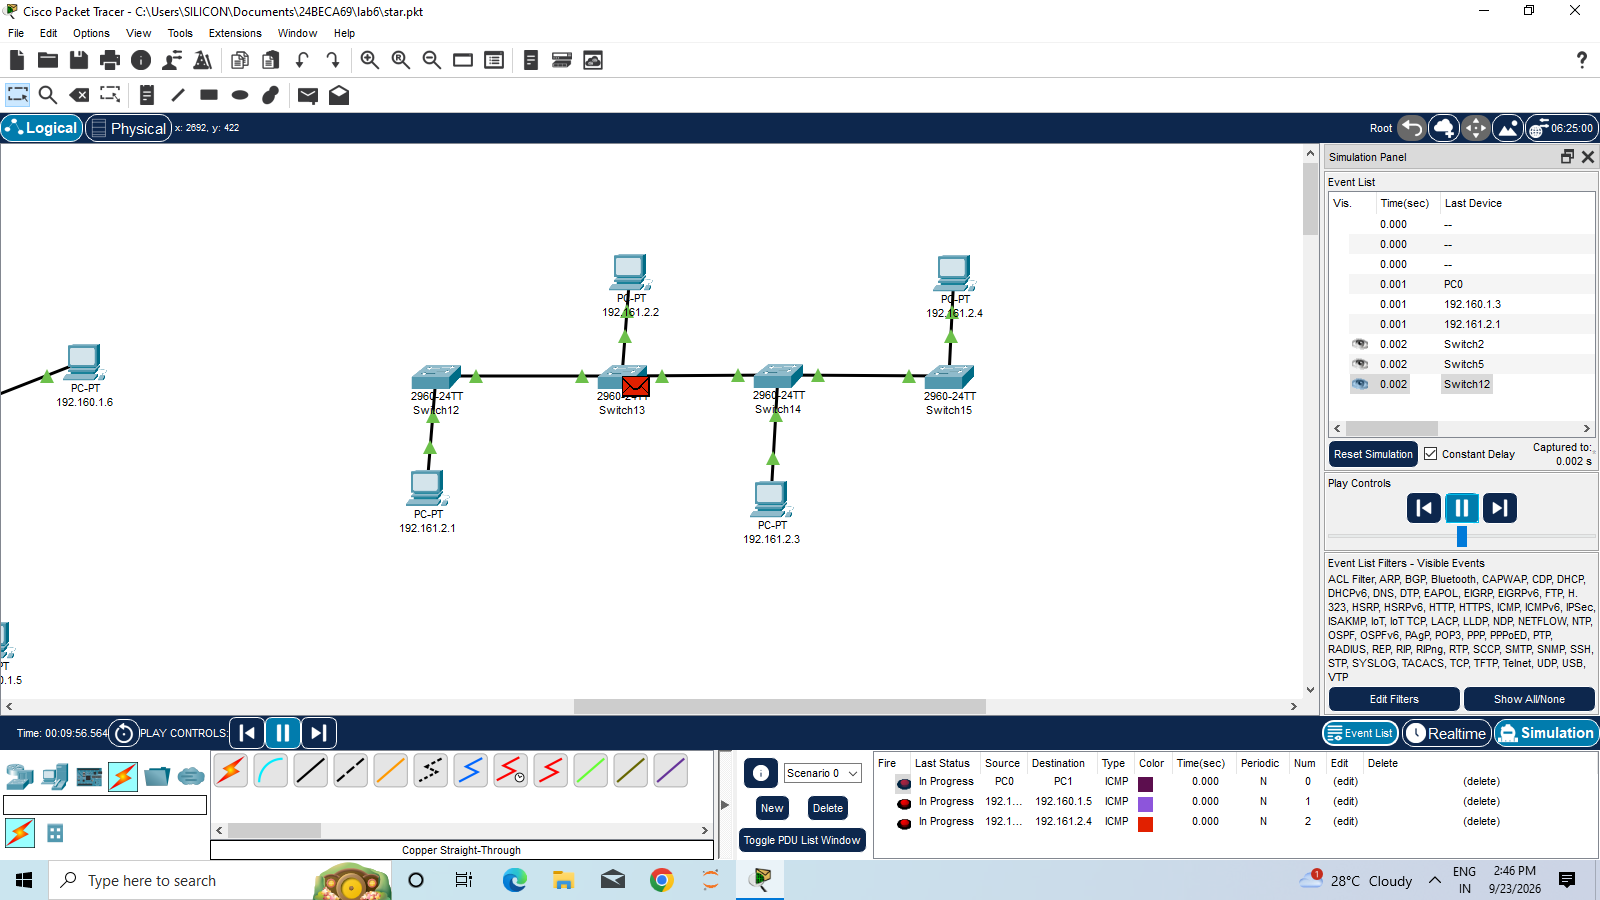 Cisco Packet Tracer - C:\Users\SILICON\Documents\24BECA69\lab6\star.pkt
File Edit Options View Tools Extensions Window Help
?
Logical Physical x: 2692, y: 422 Root 06:25:00
Simulation Panel
Event List
Vis. Time(sec) Last Device
0.000 --
0.000 --
0.000 --
0.001 PC0
0.001 192.160.1.3
0.001 192.161.2.1
0.002 Switch2
0.002 Switch5
0.002 Switch12
Reset Simulation Constant Delay Captured to:
0.002 s
Play Controls
Event List Filters - Visible Events
ACL Filter, ARP, BGP, Bluetooth, CAPWAP, CDP, DHCP,
DHCPv6, DNS, DTP, EAPOL, EIGRP, EIGRPv6, FTP, H.
323, HSRP, HSRPv6, HTTP, HTTPS, ICMP, ICMPv6, IPSec,
ISAKMP, IoT, IoT TCP, LACP, LLDP, NDP, NETFLOW, NTP,
OSPF, OSPFv6, PAgP, POP3, PPP, PPPoED, PTP,
RADIUS, REP, RIP, RIPng, RTP, SCCP, SMTP, SNMP, SSH,
STP, SYSLOG, TACACS, TCP, TFTP, Telnet, UDP, USB,
VTP
Edit Filters Show All/None
PC-PT
192.161.2.2
PC-PT
192.161.2.4
PC-PT
192.160.1.6
2960-24TT
Switch12
2960-24TT
Switch13
2960-24TT
Switch14
2960-24TT
Switch15
PC-PT
192.161.2.1
PC-PT
192.161.2.3
PT
0.1.5
Time: 00:09:56.564 PLAY CONTROLS: Event List Realtime Simulation
Copper Straight-Through
Scenario 0
New Delete
Toggle PDU List Window
Fire Last Status Source Destination Type Color Time(sec) Periodic Num Edit Delete
In Progress PC0 PC1 ICMP 0.000 N 0 (edit) (delete)
In Progress 192.1... 192.160.1.5 ICMP 0.000 N 1 (edit) (delete)
In Progress 192.1... 192.161.2.4 ICMP 0.000 N 2 (edit) (delete)
Type here to search
1
28°C Cloudy
ENG
IN
2:46 PM
9/23/2026